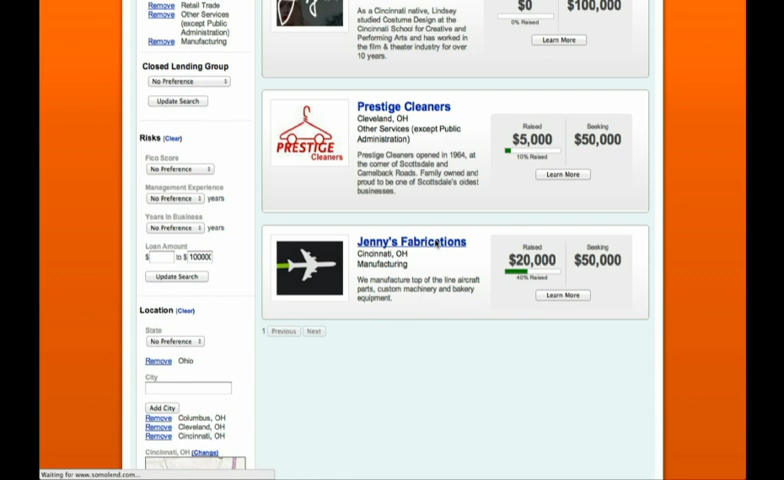 Remove Retail Trade
Remove Other Services
(except Public
Administration)
Remove Manufacturing
Closed Lending Group
No Preference
Update Search
Risks (Clear)
Fico Score
No Preference
Management Experience
No Preference years
Years In Business
No Preference years
Loan Amount
$ to $ 10000
Update Search
Location (Clear)
State
No Preference
Remove Ohio
City
Add City
Remove Columbus, OH
Remove Cleveland, OH
Remove Cincinnati, OH
Cincinnati, OH (Change)
As a Cincinnati native, Lindsey
studied Costume Design at the
Cincinnati School for Creative and
Performing Arts and has worked in
the film & theater industry for over
10 years.
$0 $100,000
0% Raised
Learn More
PRESTIGE
Cleaners
Prestige Cleaners
Cleveland, OH
Other Services (except Public
Administration)
Prestige Cleaners opened in 1964, at
the corner of Scottsdale and
Camelback Roads. Family owned and
proud to be one of Scottsdale's oldest
businesses.
Raised Seeking
$5,000 $50,000
10% Raised
Learn More
Jenny's Fabrications
Cincinnati, OH
Manufacturing
We manufacture top of the line aircraft
parts, custom machinery and bakery
equipment.
Raised Seeking
$20,000 $50,000
40% Raised
Learn More
1 Previous Next
Waiting for www.somolend.com...